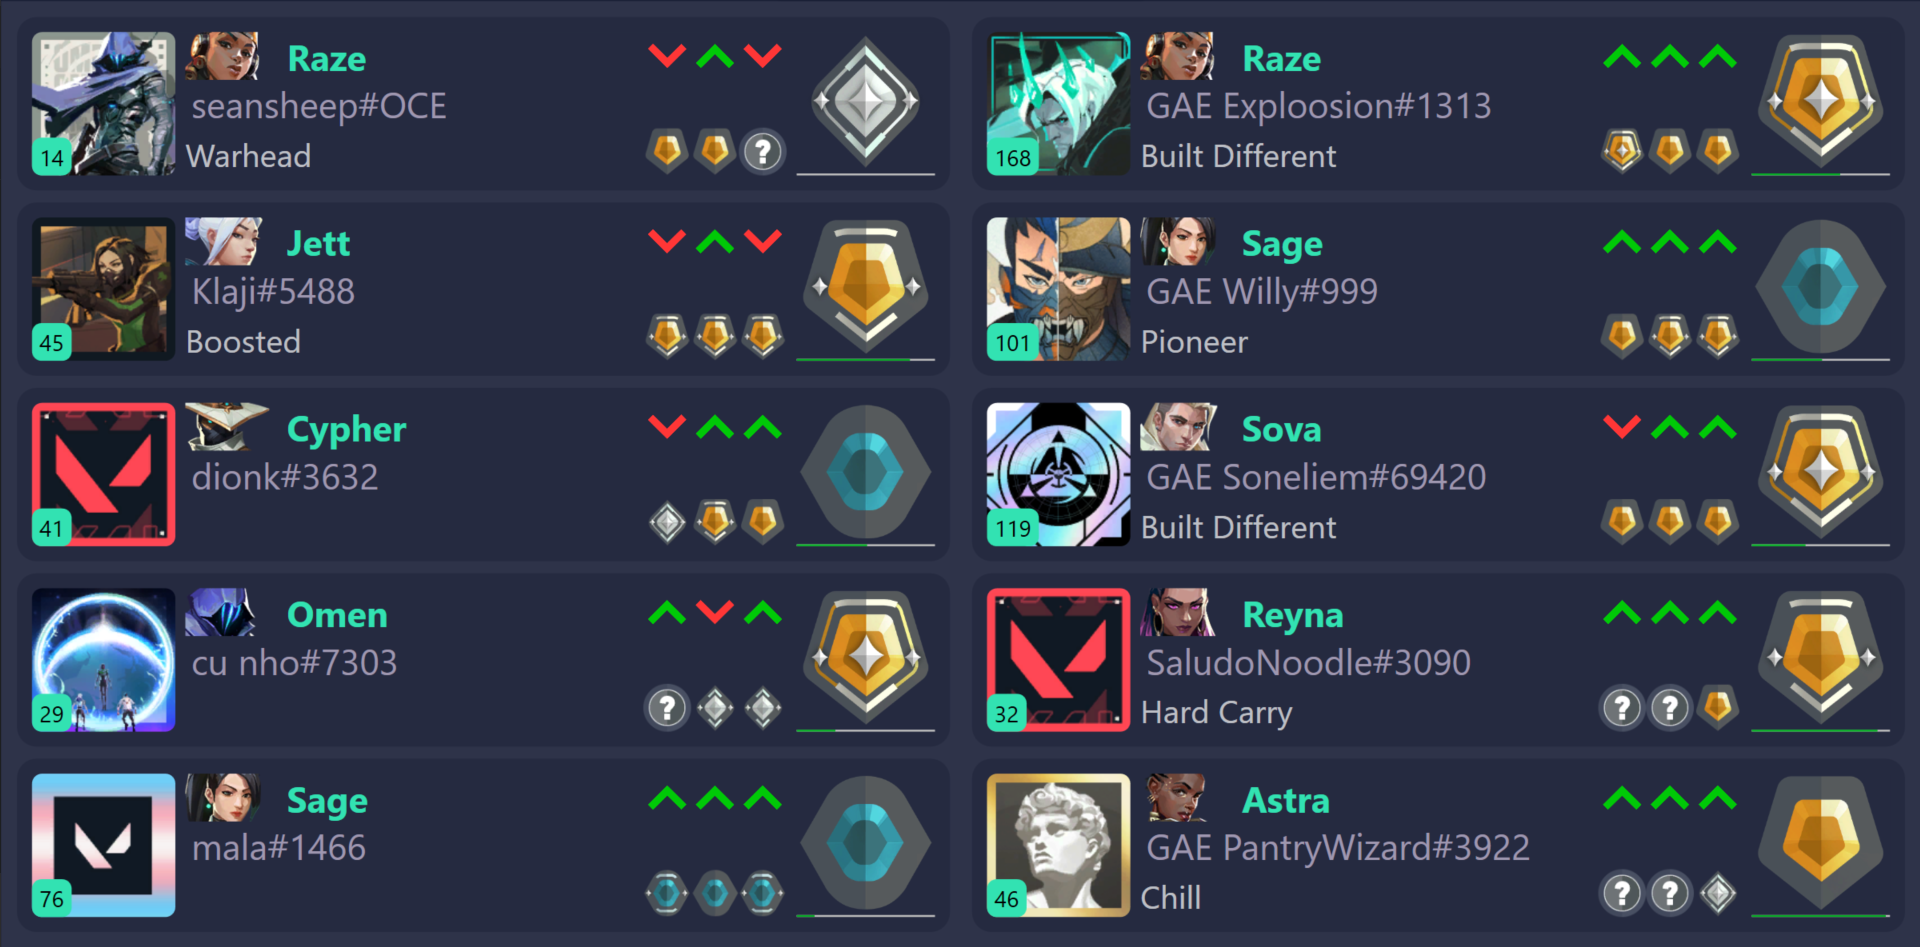 Raze
seansheep#OCE
14
Warhead
Jett
Klaji#5488
45
Boosted
Cypher
dionk#3632
41
Omen
cu nho#7303
29
Sage
mala#1466
76
Raze
GAE Exploosion#1313
168
Built Different
Sage
GAE Willy#999
101
Pioneer
Sova
GAE Soneliem#69420
119
Built Different
Reyna
SaludoNoodle#3090
32
Hard Carry
Astra
GAE PantryWizard#3922
46
Chill